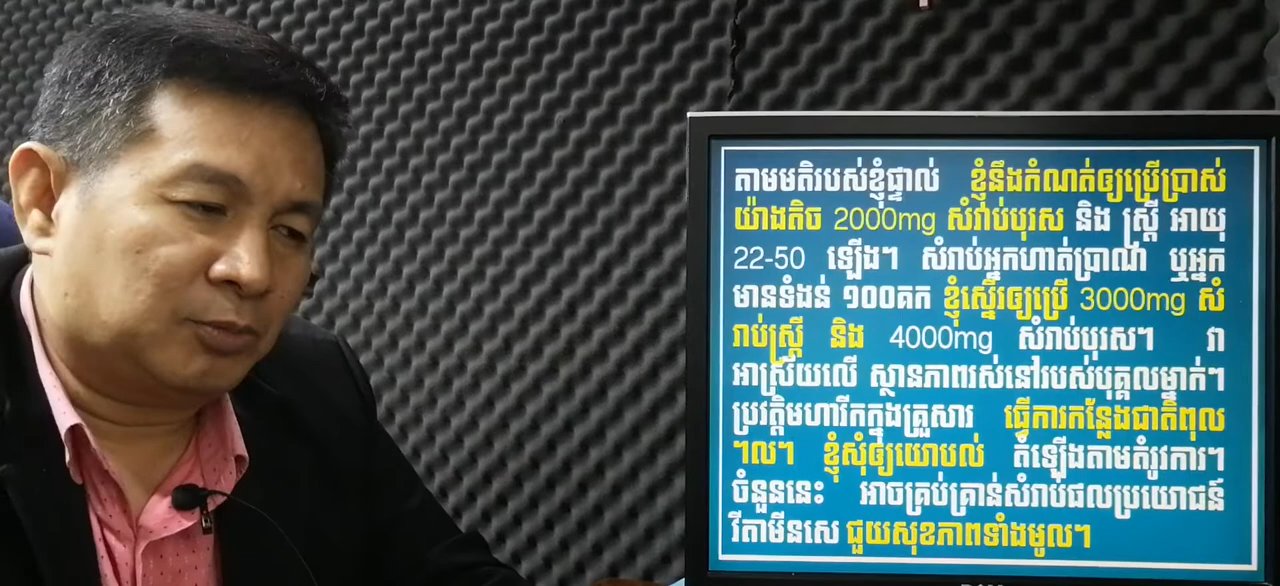 តាមមតិរបស់ខ្ញុំផ្ទាល់ ខ្ញុំនឹងកំណត់ឲ្យប្រើប្រាស់
យ៉ាងតិច 2000mg សំរាប់បុរស និង ស្ត្រី អាយុ
22-50 ឡើង។ សំរាប់អ្នកហាត់ប្រាណ ឬអ្នក
មានទំងន់ ១០០គក ខ្ញុំស្នើរឲ្យប្រើ 3000mg សំ
រាប់ស្ត្រី និង 4000mg សំរាប់បុរស។ វា
អាស្រ័យលើ ស្ថានភាពរស់នៅរបស់បុគ្គលម្នាក់ៗ
ប្រវត្តិមហារីកក្នុងគ្រួសារ ធ្វើការកន្លែងជាតិពុល
។ល។ ខ្ញុំសុំឲ្យយោបល់ តំឡើងតាមតំរូវការ។
ចំនួននេះ អាចគ្រប់គ្រាន់សំរាប់ផលប្រយោជន៍
វីតាមីនសេ ជួយសុខភាពទាំងមូល។